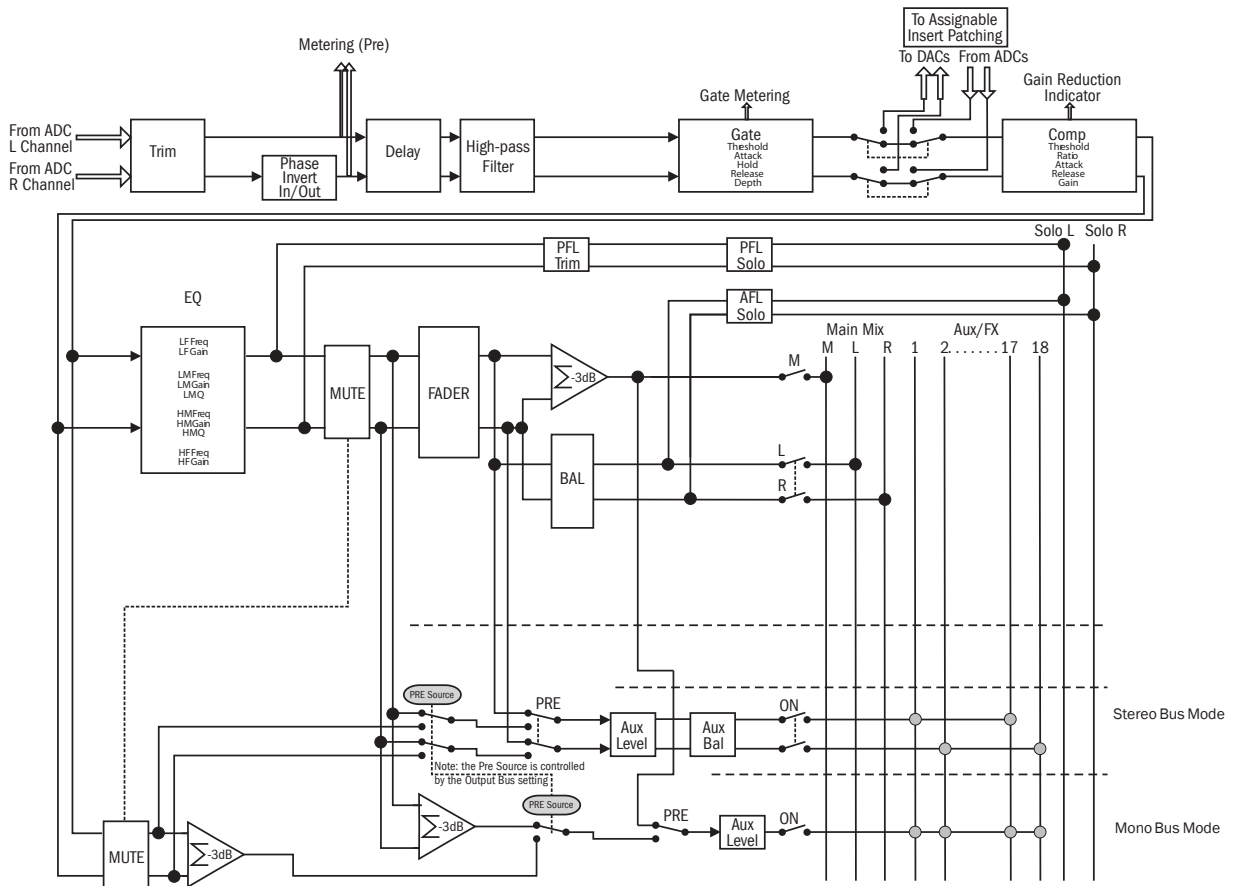 To Assignable
Insert Patching
To DACs From ADCs
Metering (Pre)
Gate Metering
Gain Reduction
Indicator
From ADC
L Channel
From ADC
R Channel
Trim
Phase
Invert
In/Out
Delay
High-pass
Filter
Gate
Threshold
Attack
Hold
Release
Depth
Comp
Threshold
Ratio
Attack
Release
Gain
Solo L Solo R
PFL
Trim
PFL
Solo
AFL
Solo
EQ
LF Freq
LF Gain
LM Freq
LM Gain
LM Q
HM Freq
HM Gain
HM Q
HF Freq
HF Gain
MUTE
FADER
Σ -3dB
BAL
Main Mix
M L R
Aux/FX
1 2.......17 18
M
L
R
PRE Source
PRE
Aux
Level
Aux
Bal
ON
Stereo Bus Mode
Note: the Pre Source is controlled
by the Output Bus setting
PRE Source
Σ -3dB
PRE
Aux
Level
ON
Mono Bus Mode
MUTE
Σ -3dB